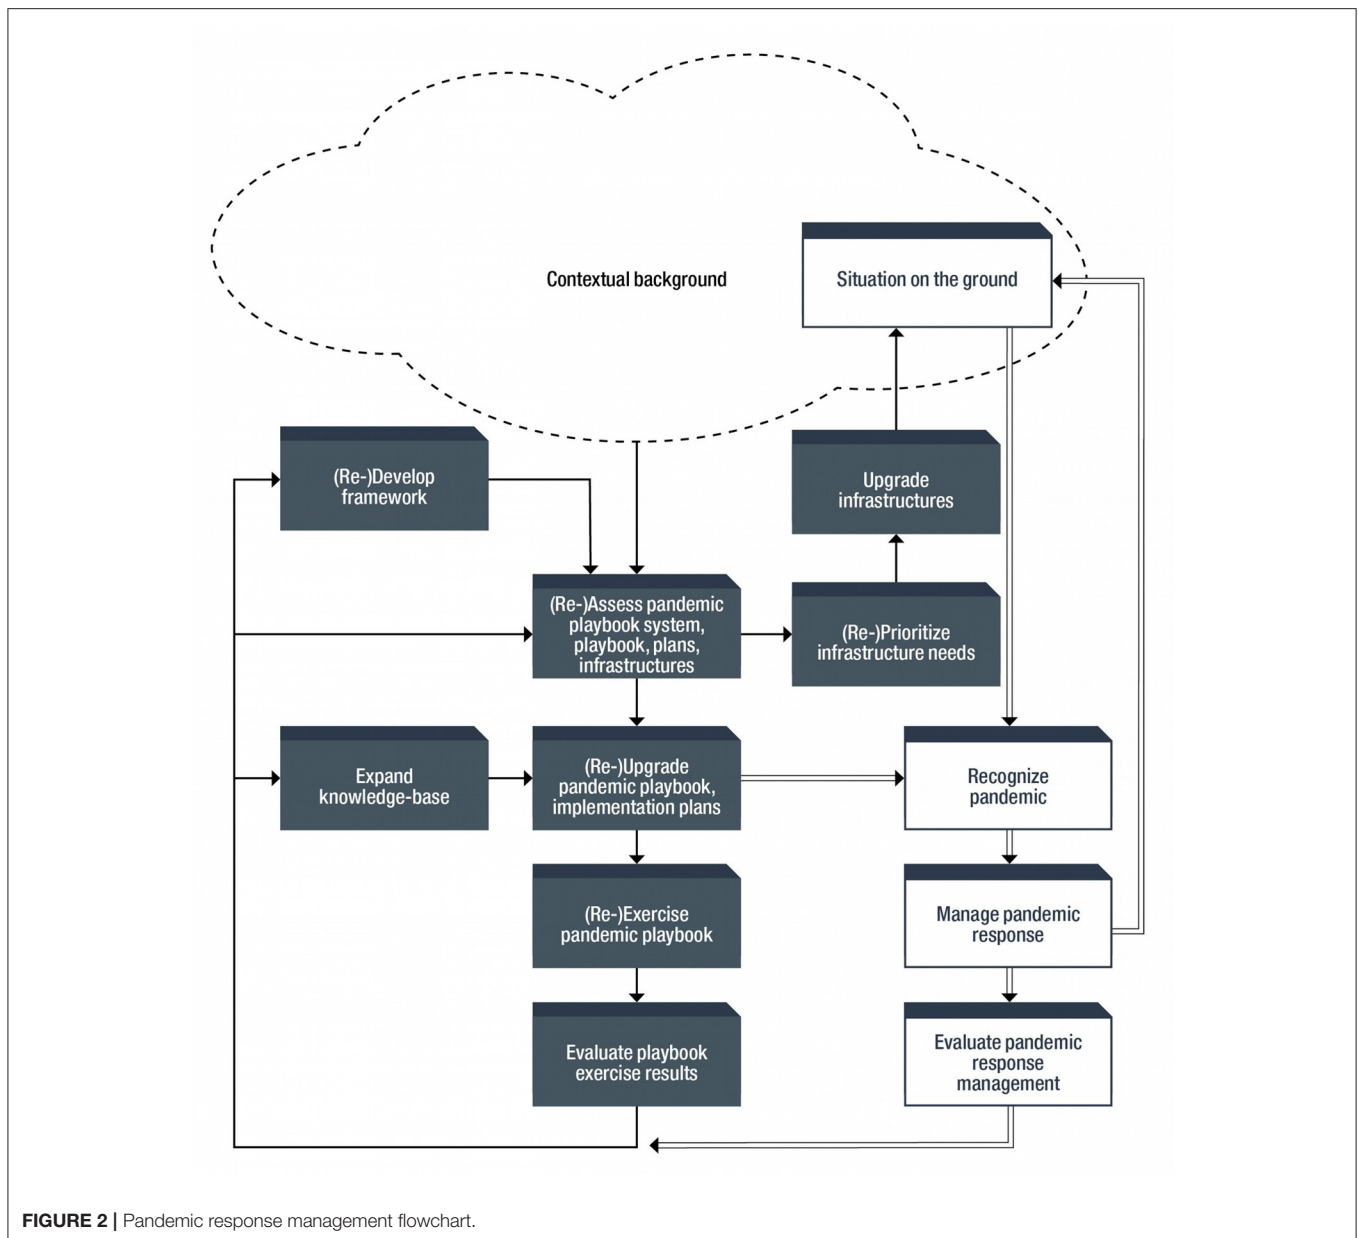 Contextual background
Situation on the ground
(Re-)Develop
framework
Upgrade
infrastructures
(Re-)Assess pandemic
playbook system,
playbook, plans,
infrastructures
(Re-)Prioritize
infrastructure needs
Expand
knowledge-base
(Re-)Upgrade
pandemic playbook,
implementation plans
Recognize
pandemic
(Re-)Exercise
pandemic playbook
Manage pandemic
response
Evaluate playbook
exercise results
Evaluate pandemic
response
management
FIGURE 2 | Pandemic response management flowchart.